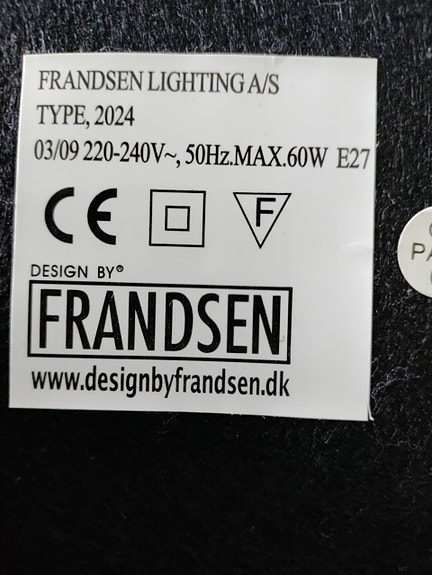 FRANDSEN LIGHTING A/S
TYPE, 2024
03/09 220-240V~, 50Hz.MAX.60W E27
CE
F
DESIGN BY®
FRANDSEN
www.designbyfrandsen.dk